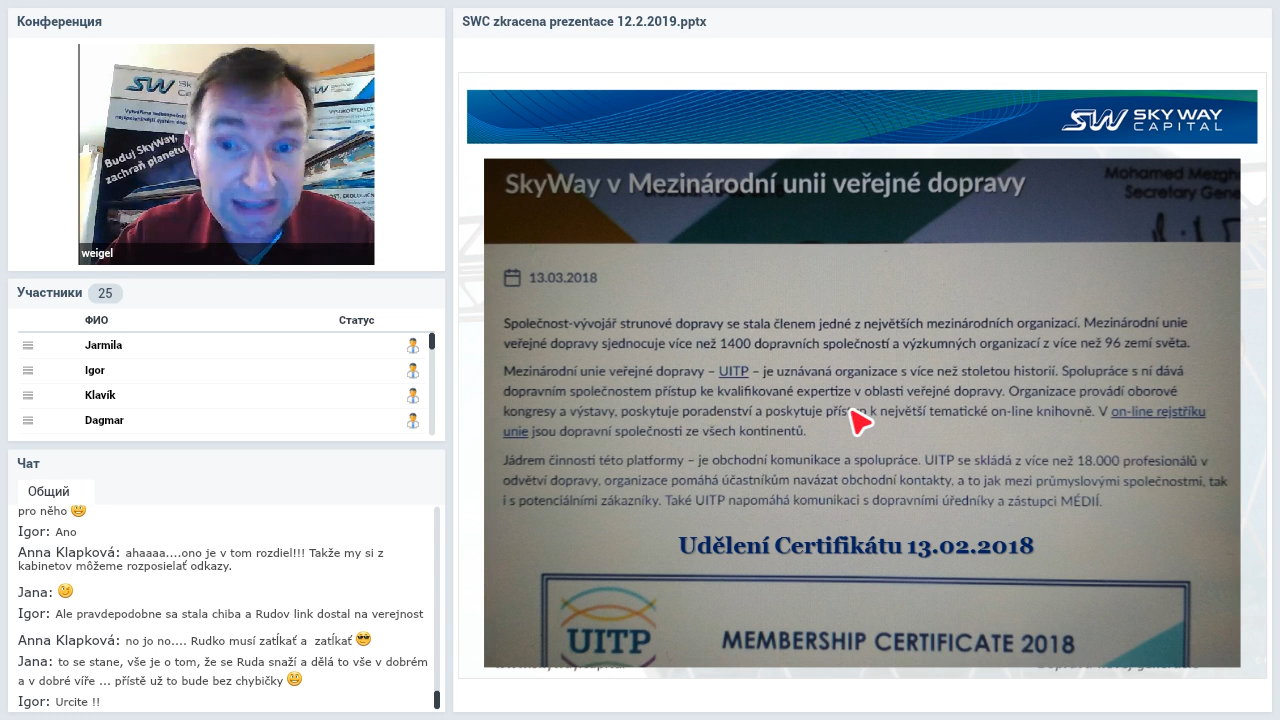 Конференция
SW
Buduj SkyWay,
zachraň planetu
weigel
Участники 25
ФИО Статус
Jarmila
Igor
Klavík
Dagmar
Чат
Общий
pro něho
Igor: Ano
Anna Klapková: ahaaaa....ono je v tom rozdiel!!! Takže my si z
kabinetov môžeme rozposielať odkazy.
Jana:
Igor: Ale pravdepodobne sa stala chiba a Rudov link dostal na verejnost
Anna Klapková: no jo no.... Rudko musí zatĺkať a zatĺkať
Jana: to se stane, vše je o tom, že se Ruda snaží a dělá to vše v dobrém
a v dobré víře ... přístě už to bude bez chybičky
Igor: Urcite !!
SWC zkracena prezentace 12.2.2019.pptx
SW SKY WAY
CAPITAL
SkyWay v Mezinárodní unii veřejné dopravy
Mohamed
Secretary
13.03.2018
Společnost-vývojář strunové dopravy se stala členem jedné z největších mezinárodních organizací. Mezinárodní unie
veřejné dopravy sjednocuje více než 1400 dopravních společností a výzkumných organizací z více než 96 zemí světa.
Mezinárodní unie veřejné dopravy – UITP – je uznávaná organizace s více než stoletou historií. Spolupráce s ní dává
dopravním společnostem přístup ke kvalifikované expertize v oblasti veřejné dopravy. Organizace provádí oborové
kongresy a výstavy, poskytuje poradenství a poskytuje přístup k největší tematické on-line knihovně. V on-line rejstříku
unie jsou dopravní společnosti ze všech kontinentů.
Jádrem činnosti této platformy – je obchodní komunikace a spolupráce. UITP se skládá z více než 18.000 profesionálů v
odvětví dopravy, organizace pomáhá účastníkům navázat obchodní kontakty, a to jak mezi průmyslovými společnostmi, tak
i s potenciálními zákazníky. Také UITP napomáhá komunikaci s dopravními úředníky a zástupci MÉDIÍ.
Udělení Certifikátu 13.02.2018
UITP
MEMBERSHIP CERTIFICATE 2018